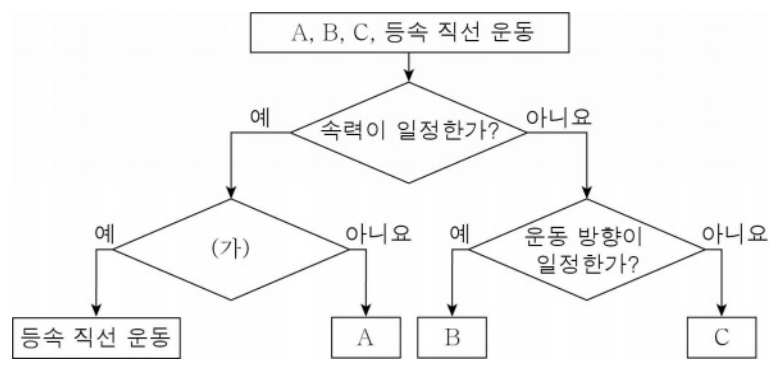 A, B, C, 등속 직선 운동
예
속력이 일정한가?
아니요
예
(가)
아니요
예
운동 방향이
일정한가?
아니요
등속 직선 운동
A
B
C